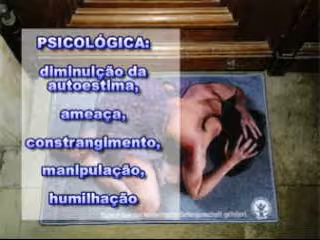 PSICOLÓGICA:
diminuição da
autoestima,
ameaça,
constrangimento,
manipulação,
humilhação